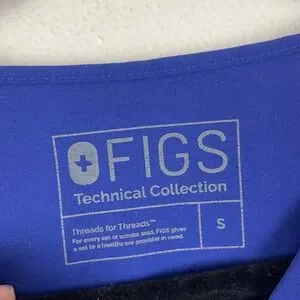 FIGS
Technical Collection
Threads for Threads™
For every set of scrubs sold, FIGS gives
a set to a healthcare provider in need.
S